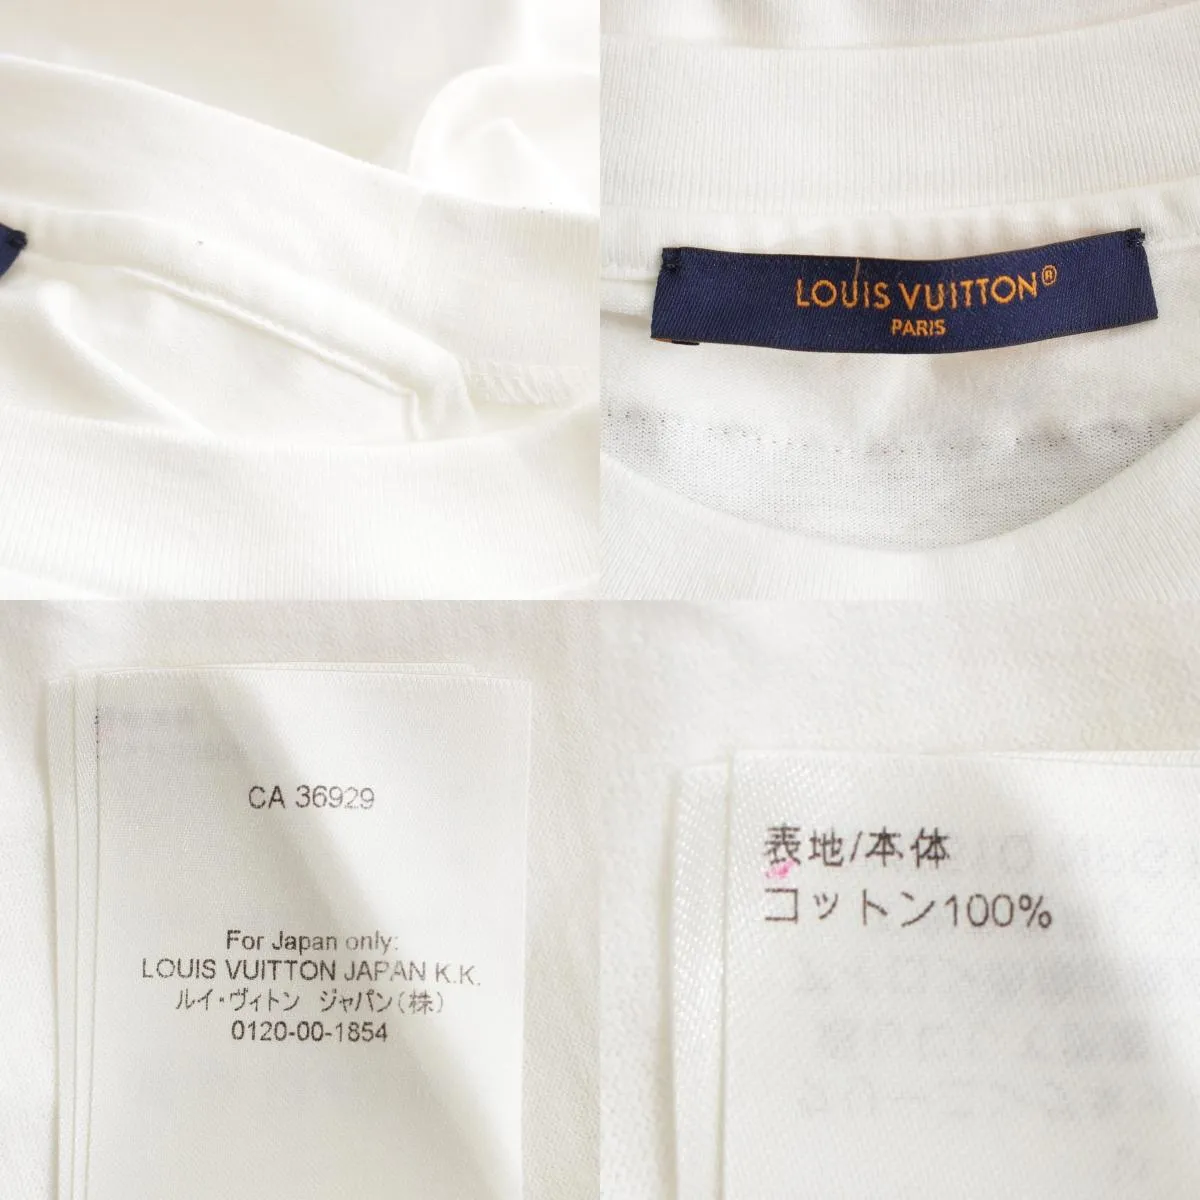 LOUIS VUITTON®
PARIS
CA 36929
For Japan only:
LOUIS VUITTON JAPAN K.K.
ルイ・ヴィトン ジャパン(株)
0120-00-1854
表地/本体
コットン100%